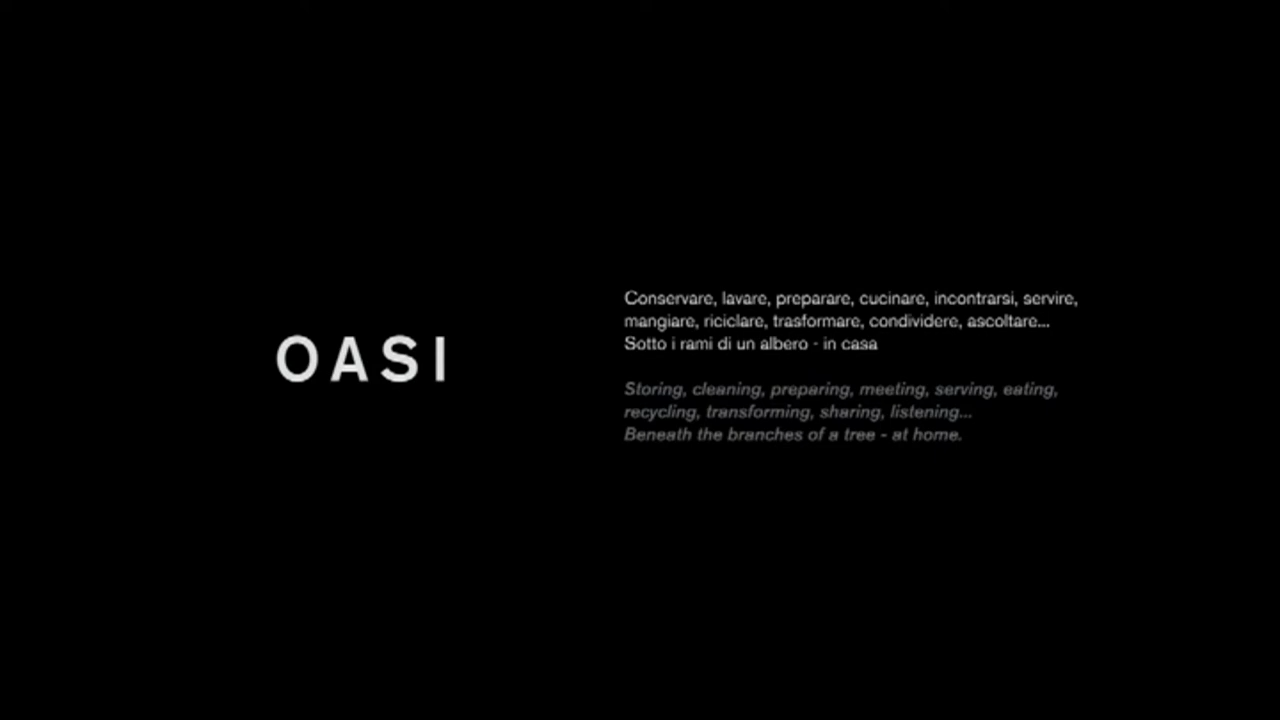 OASI
Conservare, lavare, preparare, cucinare, incontrarsi, servire,
mangiare, riciclare, trasformare, condividere, ascoltare...
Sotto i rami di un albero - in casa
Storing, cleaning, preparing, meeting, serving, eating,
recycling, transforming, sharing, listening...
Beneath the branches of a tree - at home.